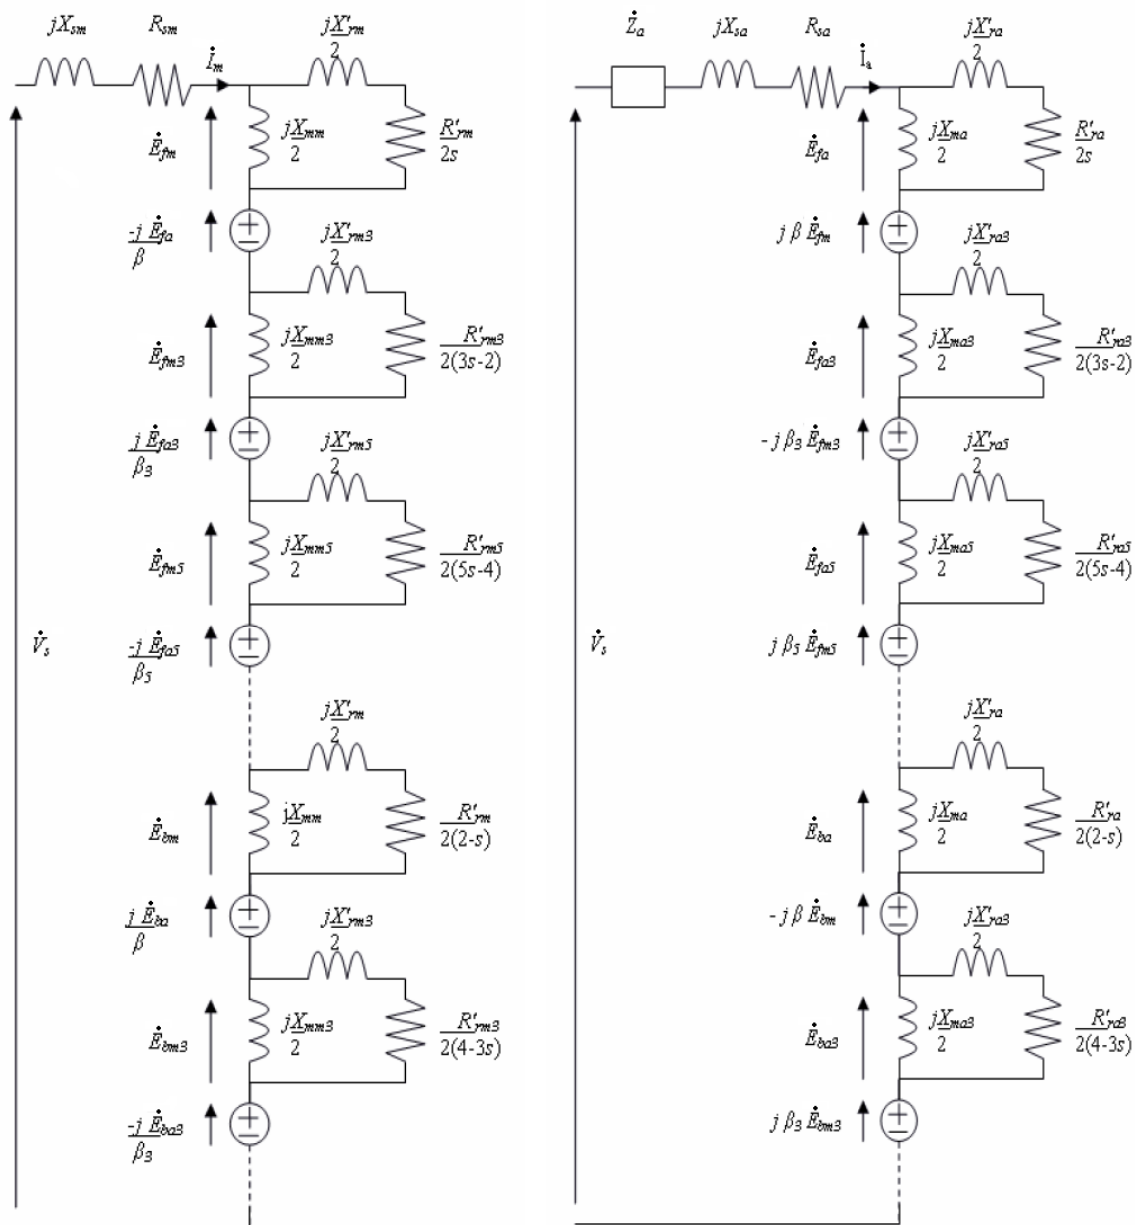 jXsm Rsm jX'rm
2
İm
Ėfm
jXmm
2
R'rm
2s
-j Ėfa
β
jX'rm3
2
Ėfm3
jXmm3
2
R'rm3
2(3s-2)
j Ėfa3
β3
jX'rm5
2
Ėfm5
jXmm5
2
R'rm5
2(5s-4)
-j Ėfa5
β5
V̇s
jX'rm
2
Ėbm
jXmm
2
R'rm
2(2-s)
j Ėba
β
jX'rm3
2
Ėbm3
jXmm3
2
R'rm3
2(4-3s)
-j Ėba3
β3
Ża jXsa Rsa jX'ra
2
İa
Ėfa
jXma
2
R'ra
2s
j β Ėfm
jX'ra3
2
Ėfa3
jXma3
2
R'ra3
2(3s-2)
- j β3 Ėfm3
jX'ra5
2
Ėfa5
jXma5
2
R'ra5
2(5s-4)
j β5 Ėfm5
V̇s
jX'ra
2
Ėba
jXma
2
R'ra
2(2-s)
- j β Ėbm
jX'ra3
2
Ėba3
jXma3
2
R'ra3
2(4-3s)
j β3 Ėbm3